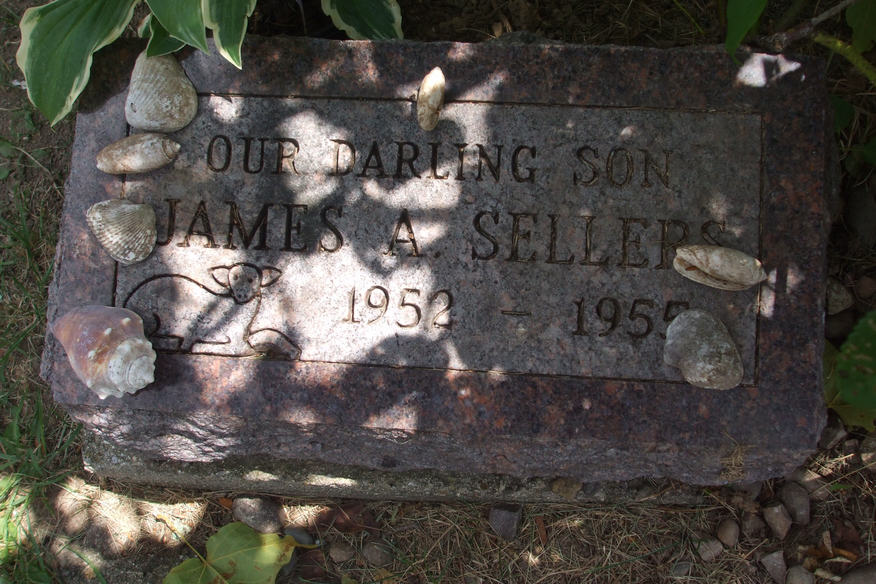 OUR DARLING SON
JAMES A. SELLERS
1952 – 1955